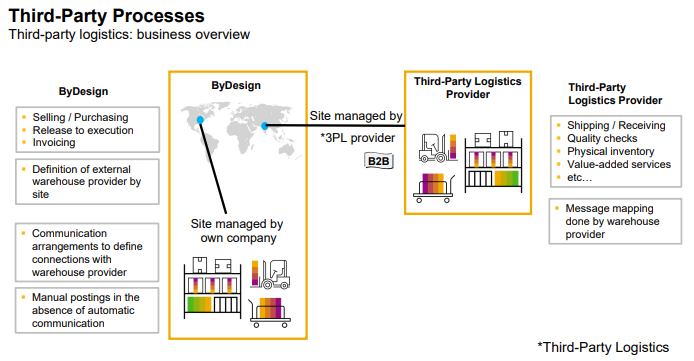 Third-Party Processes
Third-party logistics: business overview
ByDesign
Selling / Purchasing
Release to execution
Invoicing
Definition of external
warehouse provider by
site
Communication
arrangements to define
connections with
warehouse provider
Manual postings in the
absence of automatic
communication
ByDesign
Site managed by
own company
Site managed by
*3PL provider
B2B
Third-Party Logistics
Provider
Third-Party
Logistics Provider
Shipping / Receiving
Quality checks
Physical inventory
Value-added services
etc…
Message mapping
done by warehouse
provider
*Third-Party Logistics